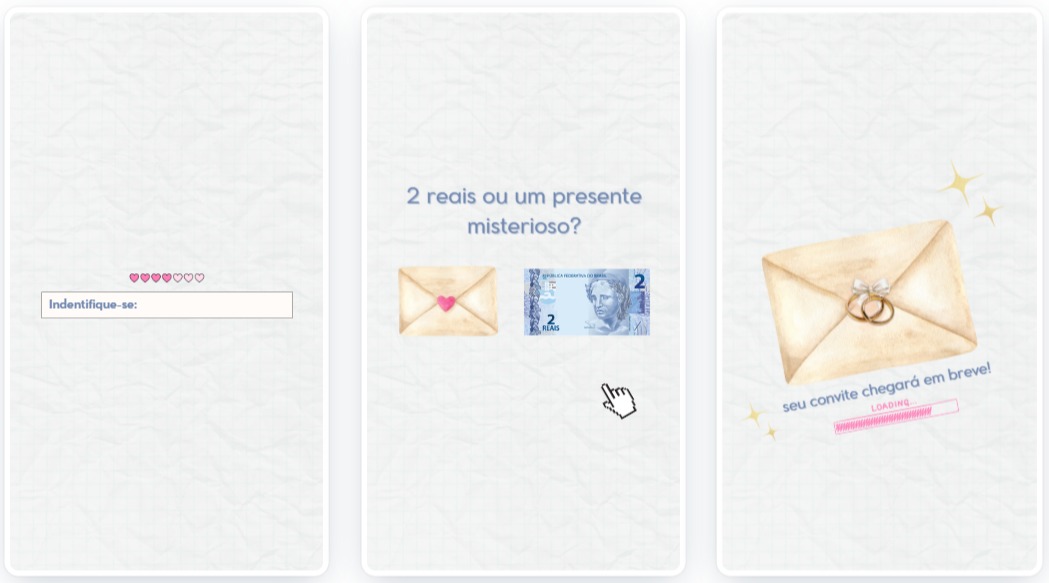 Indentifique-se:
2 reais ou um presente
misterioso?
REPÚBLICA FEDERATIVA DO BRASIL
2
2
REAIS
seu convite chegará em breve!
LOADING...